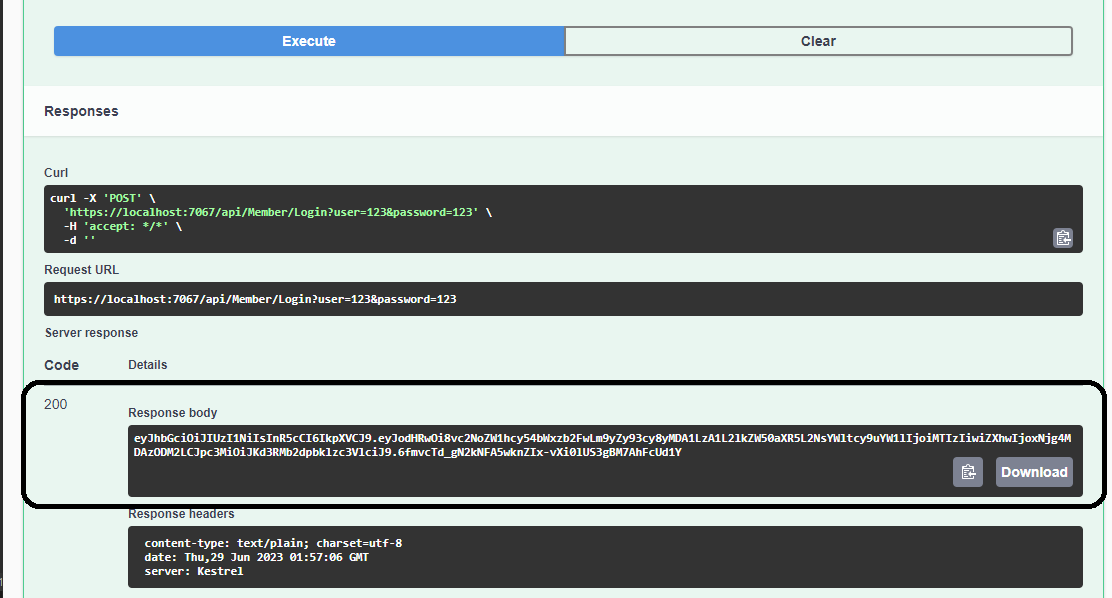 Execute
Clear
Responses
Curl
curl -X 'POST' \
'https://localhost:7067/api/Member/Login?user=123&password=123' \
-H 'accept: */*' \
-d ''
Request URL
https://localhost:7067/api/Member/Login?user=123&password=123
Server response
Code
Details
200
Response body
eyJhbGciOiJIUzI1NiIsInR5cCI6IkpXVCJ9.eyJodHRwOi8vc2NoZW1hcy54bWxzb2FwLm9yZy93cy8yMDA1LzA1L2lkZW50aXR5L2NsYWltcy9uYW1lIjoiMTIzIiwiZXhwIjoxNjg4M
DAzODM2LCJpc3MiOiJKd3RMb2dpbklzc3VlciJ9.6fmvcTd_gN2kNFA5wknZIx-vXi0lUS3gBM7AhFcUd1Y
Download
Response headers
content-type: text/plain; charset=utf-8
date: Thu,29 Jun 2023 01:57:06 GMT
server: Kestrel